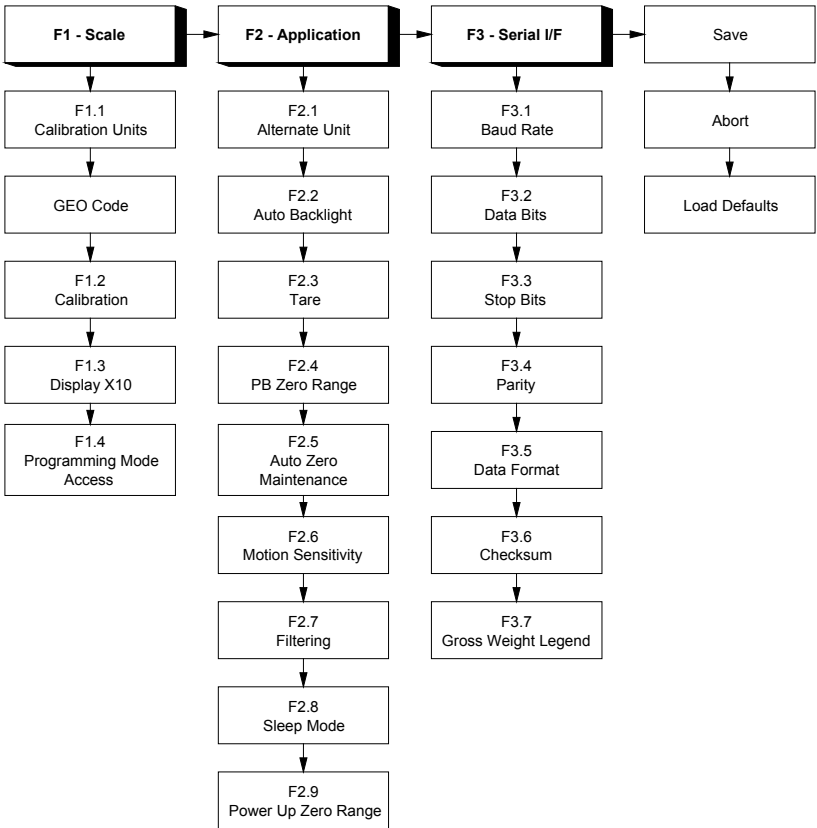 F1 - Scale
F1.1
Calibration Units
GEO Code
F1.2
Calibration
F1.3
Display X10
F1.4
Programming Mode
Access
F2 - Application
F2.1
Alternate Unit
F2.2
Auto Backlight
F2.3
Tare
F2.4
PB Zero Range
F2.5
Auto Zero
Maintenance
F2.6
Motion Sensitivity
F2.7
Filtering
F2.8
Sleep Mode
F2.9
Power Up Zero Range
F3 - Serial I/F
F3.1
Baud Rate
F3.2
Data Bits
F3.3
Stop Bits
F3.4
Parity
F3.5
Data Format
F3.6
Checksum
F3.7
Gross Weight Legend
Save
Abort
Load Defaults